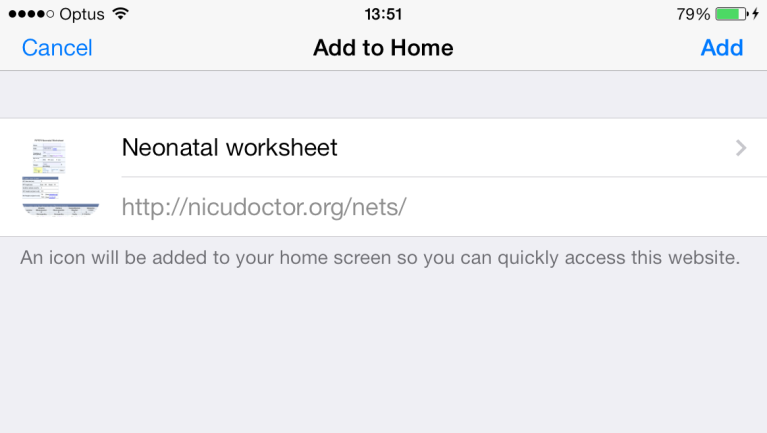 Optus 13:51 79%
Cancel Add to Home Add
Neonatal worksheet
http://nicudoctor.org/nets/
An icon will be added to your home screen so you can quickly access this website.